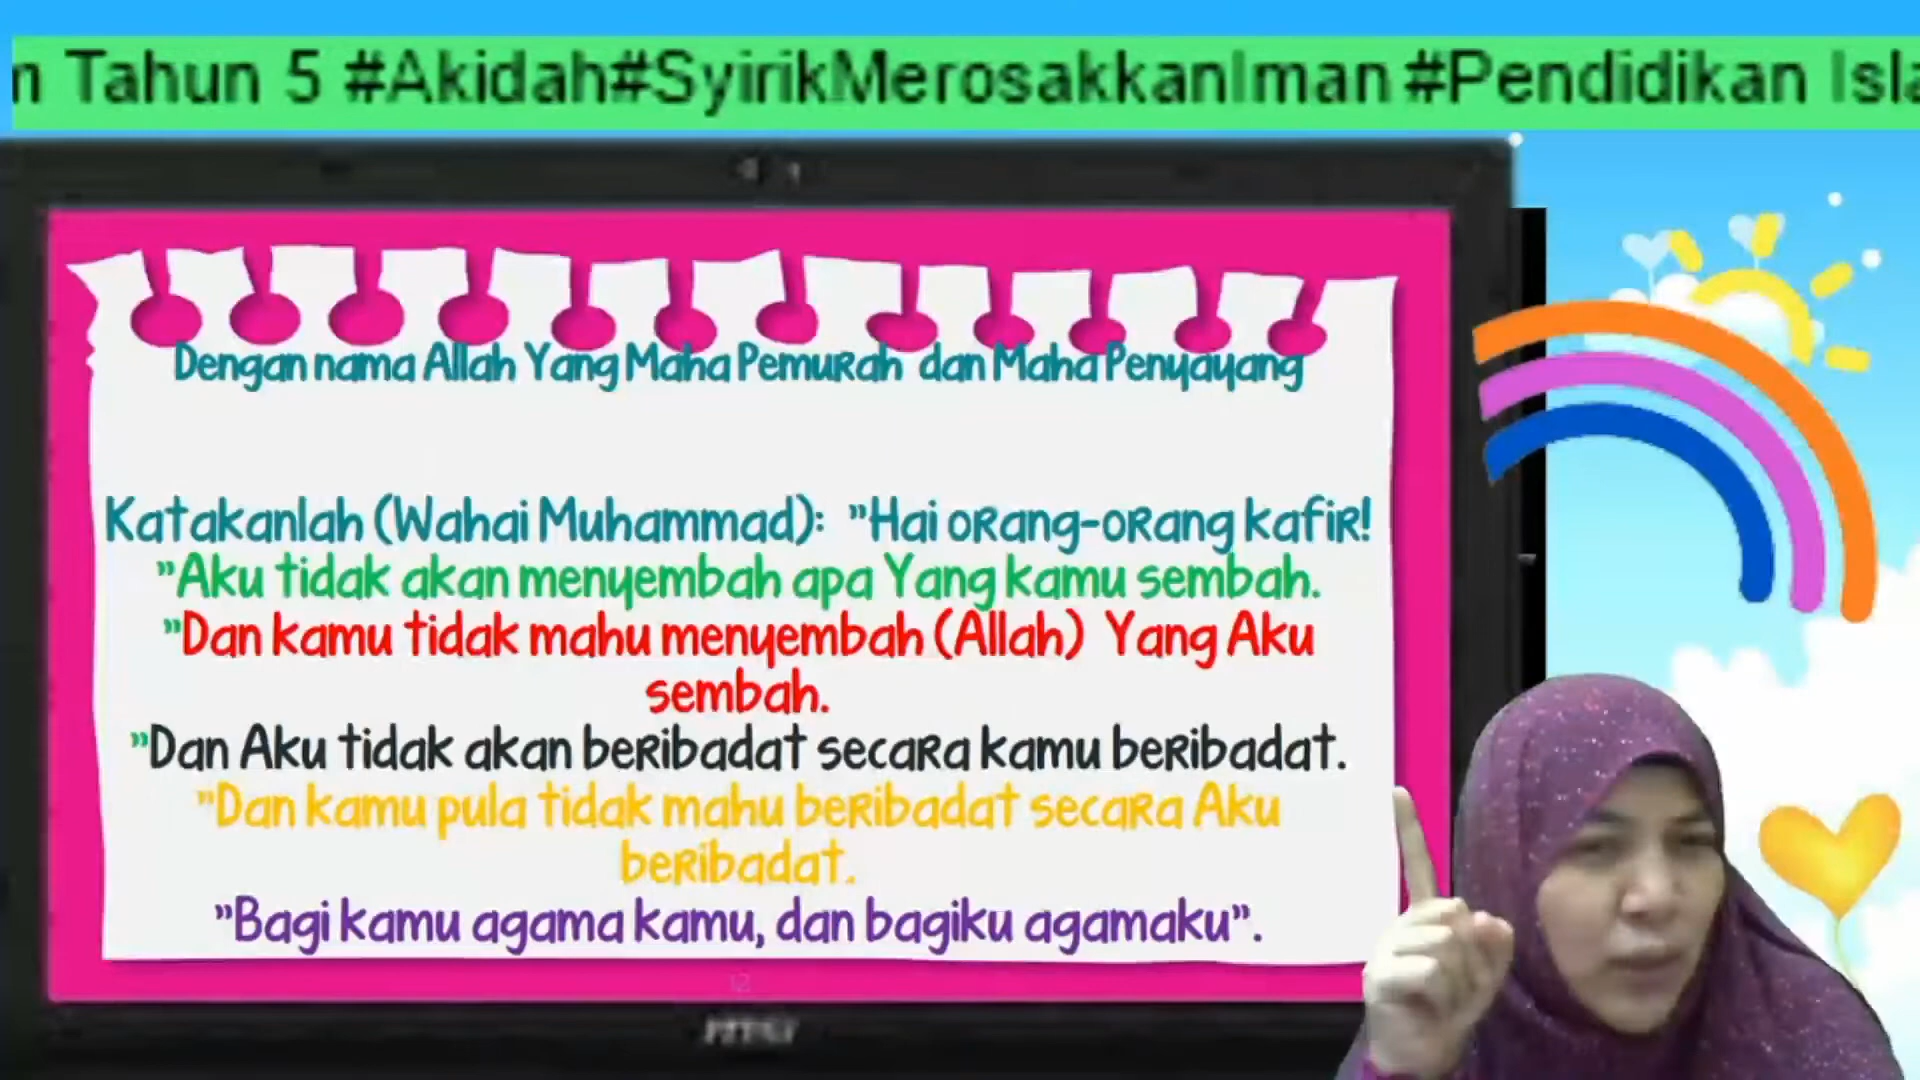 Tahun 5 #Akidah#SyirikMerosakkanIman #Pendidikan
Dengan nama Allah Yang Maha Pemurah dan Maha Penyayang
Katakanlah (Wahai Muhammad): "Hai orang-orang kafir!
"Aku tidak akan menyembah apa Yang kamu sembah.
"Dan kamu tidak mahu menyembah (Allah) Yang Aku
sembah.
"Dan Aku tidak akan beribadat secara kamu beribadat.
"Dan kamu pula tidak mahu beribadat secara Aku
beribadat.
"Bagi kamu agama kamu, dan bagiku agamaku".
12